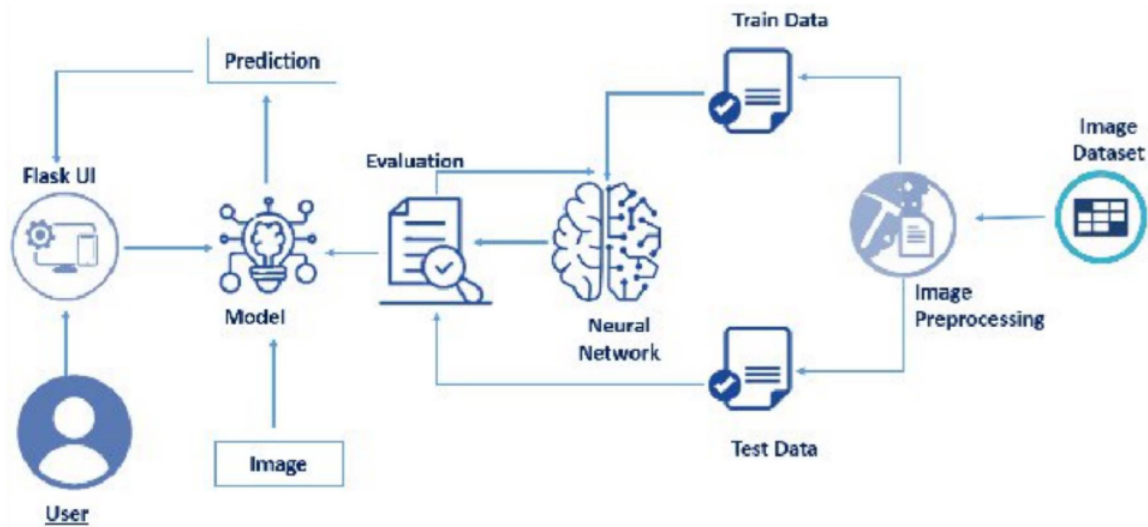 Train Data
Prediction
Image
Dataset
Evaluation
Flask UI
Image
Preprocessing
Model
Neural
Network
Test Data
Image
User